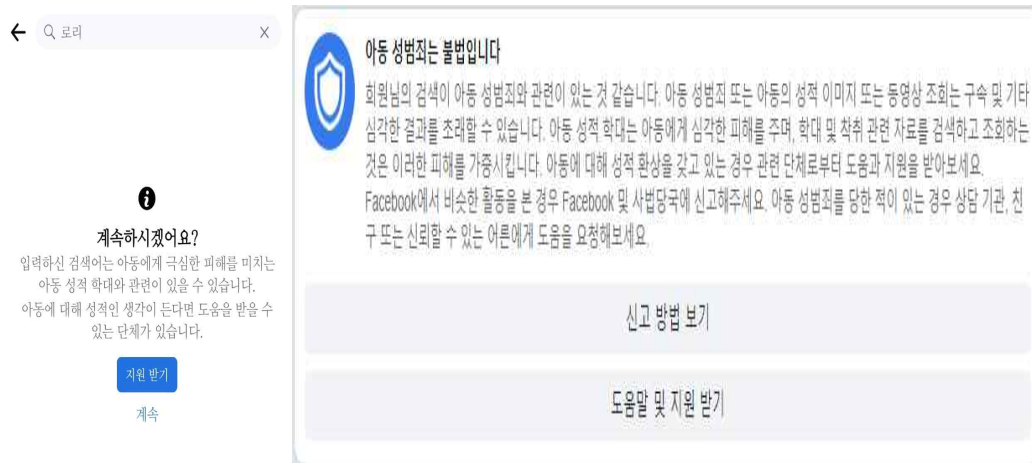 로리
계속하시겠어요?
입력하신 검색어는 아동에게 극심한 피해를 미치는
아동 성적 학대와 관련이 있을 수 있습니다.
아동에 대해 성적인 생각이 든다면 도움을 받을 수
있는 단체가 있습니다.
지원 받기
계속
아동 성범죄는 불법입니다
회원님의 검색이 아동 성범죄와 관련이 있는 것 같습니다. 아동 성범죄 또는 아동의 성적 이미지 또는 동영상 조회는 구속 및 기타
심각한 결과를 초래할 수 있습니다. 아동 성적 학대는 아동에게 심각한 피해를 주며, 학대 및 착취 관련 자료를 검색하고 조회하는
것은 이러한 피해를 가중시킵니다. 아동에 대해 성적 환상을 갖고 있는 경우 관련 단체로부터 도움과 지원을 받아보세요.
Facebook에서 비슷한 활동을 본 경우 Facebook 및 사법당국에 신고해주세요. 아동 성범죄를 당한 적이 있는 경우 상담 기관, 친
구 또는 신뢰할 수 있는 어른에게 도움을 요청해보세요.
신고 방법 보기
도움말 및 지원 받기